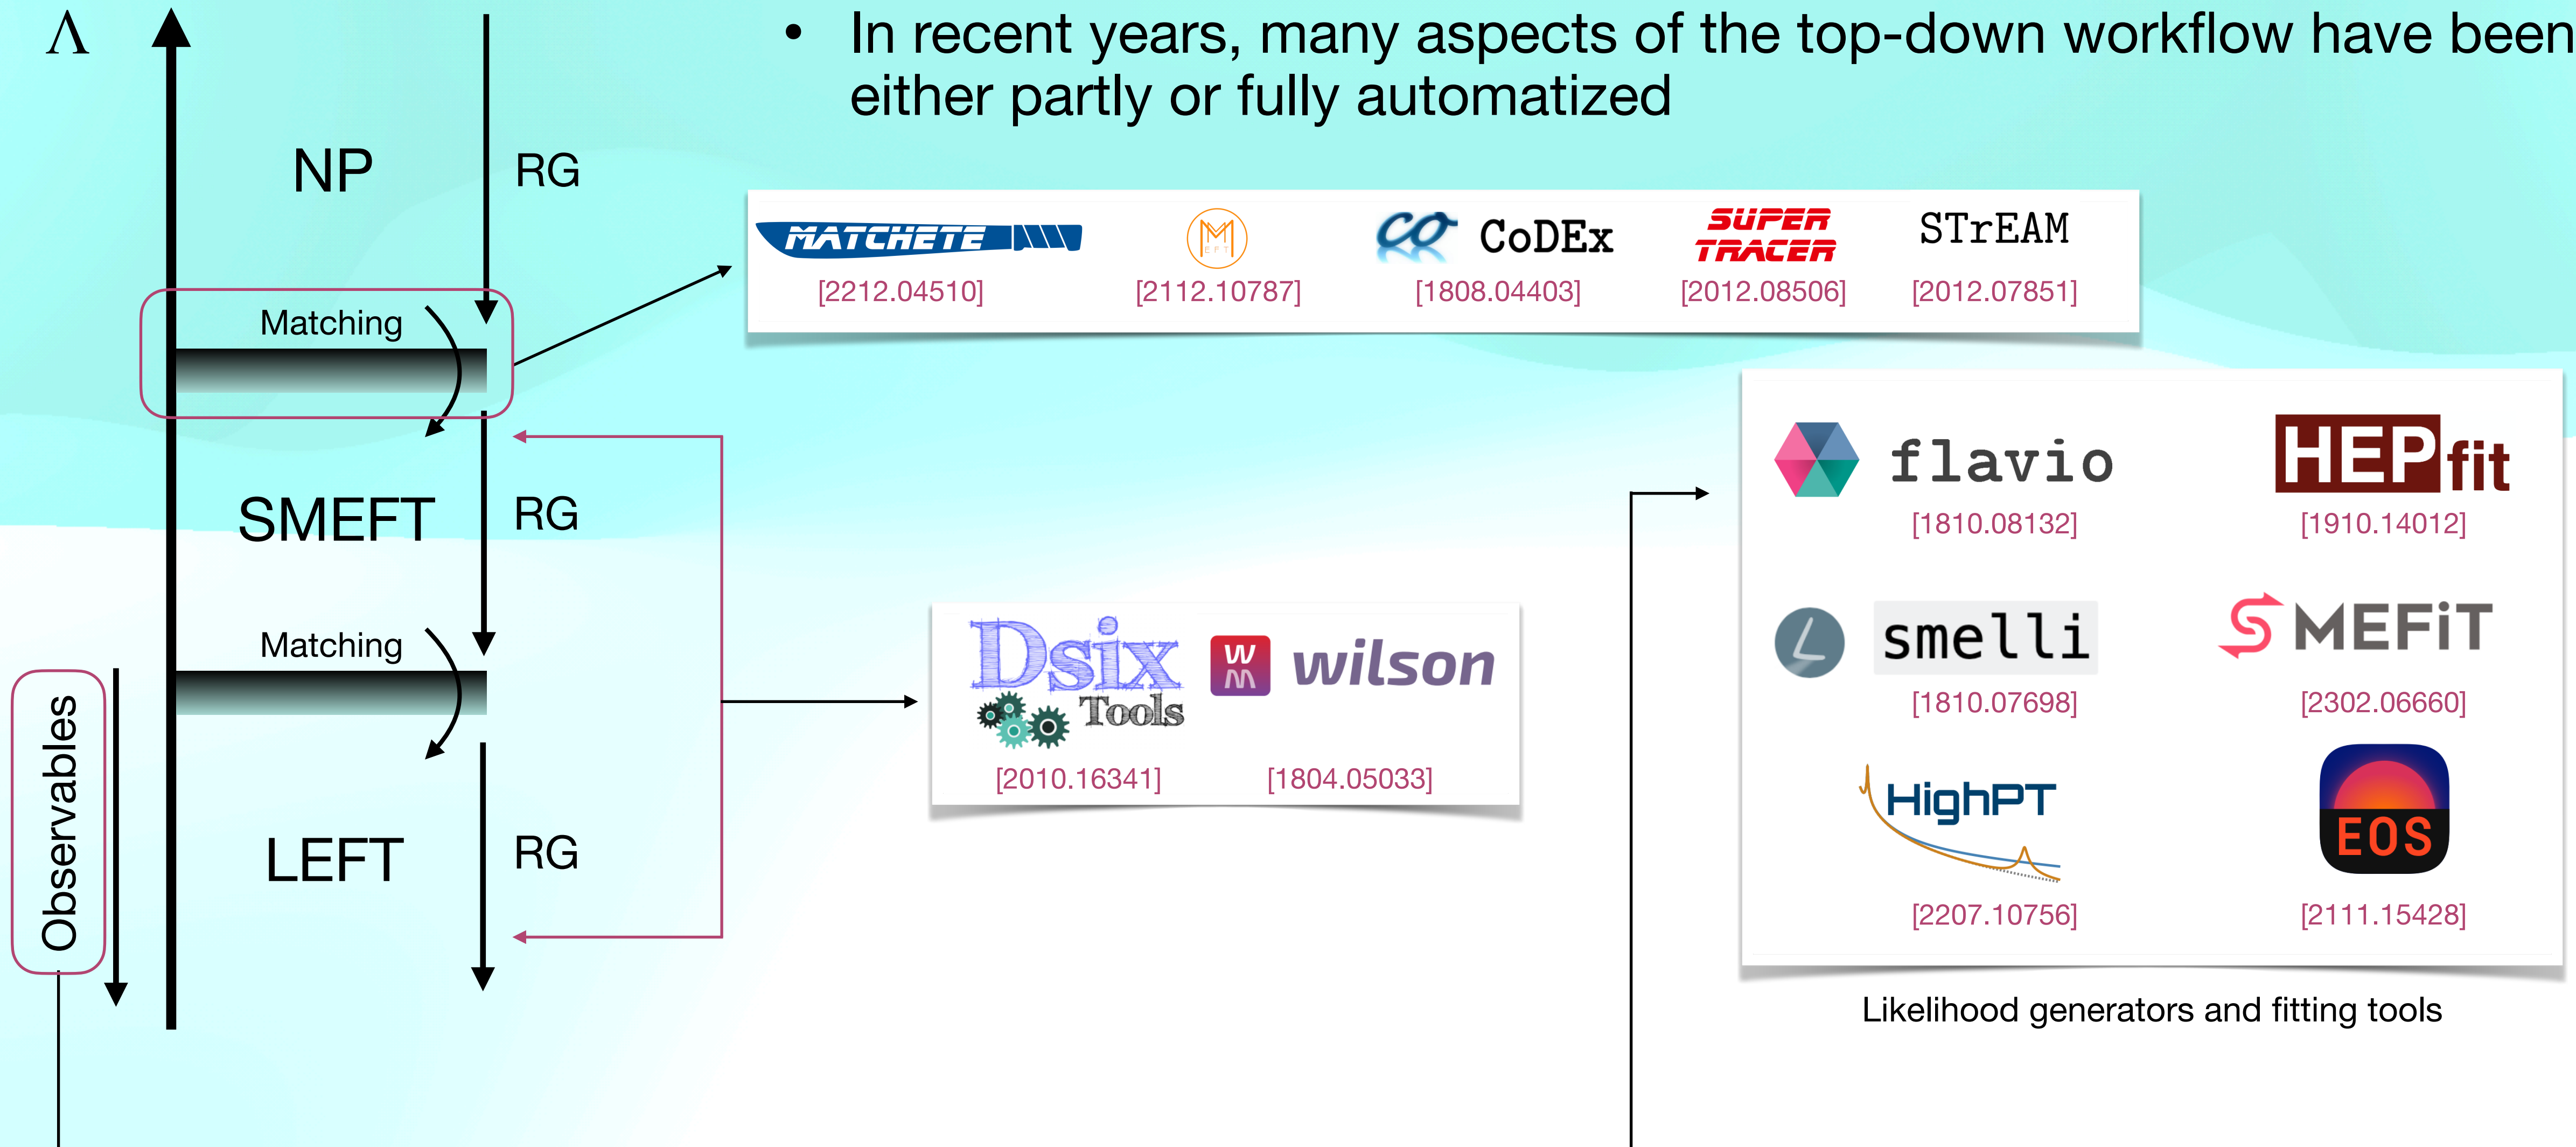 Λ
• In recent years, many aspects of the top-down workflow have been
either partly or fully automatized
NP
RG
MATCHETE
M
EFT
CO CoDEx
SUPER
TRACER
STrEAM
[2212.04510]
[2112.10787]
[1808.04403]
[2012.08506]
[2012.07851]
Matching
SMEFT
RG
Matching
Observables
LEFT
RG
Dsix
Tools
W
M
wilson
[2010.16341]
[1804.05033]
flavio
HEPfit
[1810.08132]
[1910.14012]
L smelli
SMEFiT
[1810.07698]
[2302.06660]
HighPT
EOS
[2207.10756]
[2111.15428]
Likelihood generators and fitting tools